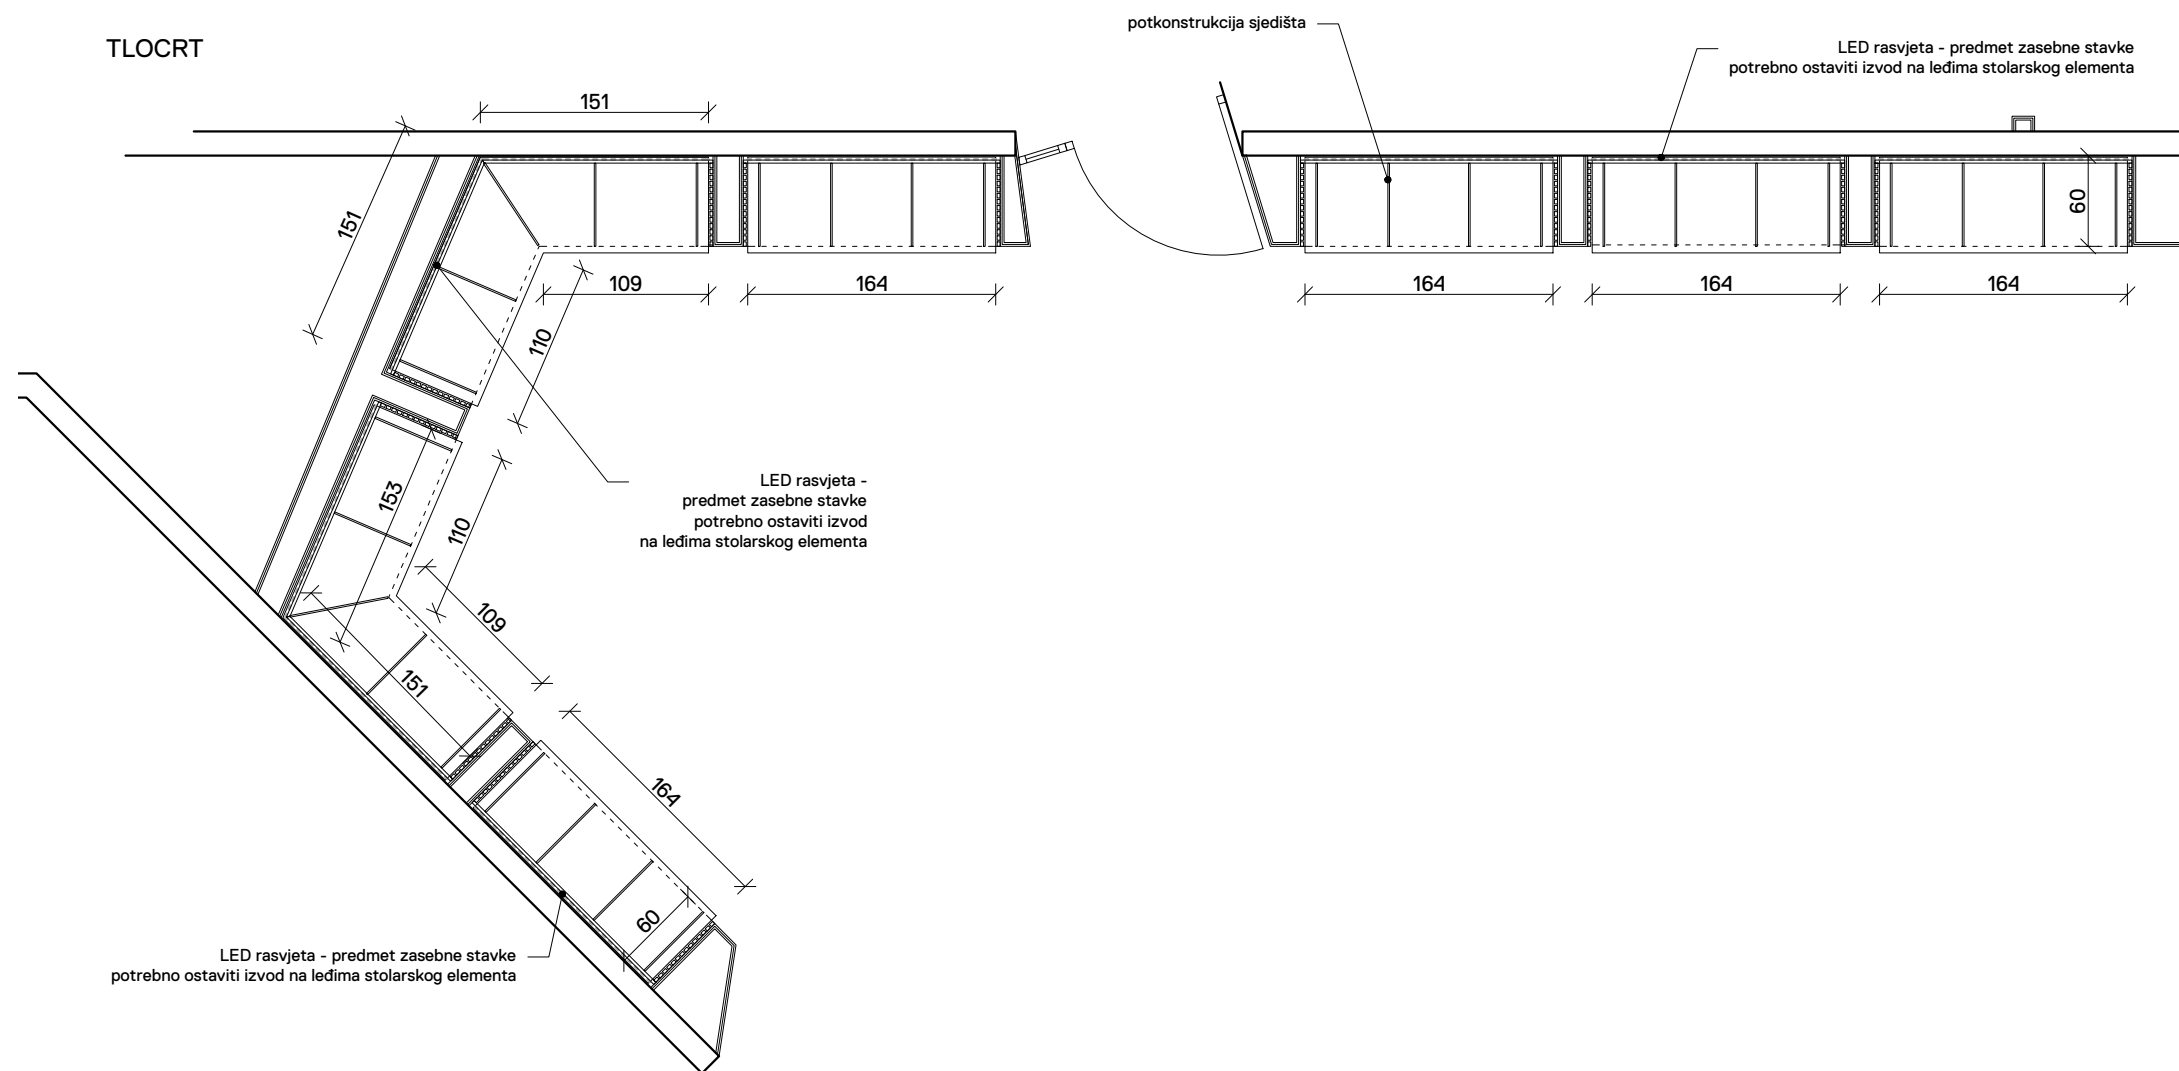 potkonstrukcija sjedišta
TLOCRT
LED rasvjeta - predmet zasebne stavke
potrebno ostaviti izvod na leđima stolarskog elementa
151
151
60
109
164
164
164
164
110
LED rasvjeta -
predmet zasebne stavke
potrebno ostaviti izvod
na leđima stolarskog elementa
153
110
109
151
164
60
LED rasvjeta - predmet zasebne stavke
potrebno ostaviti izvod na leđima stolarskog elementa